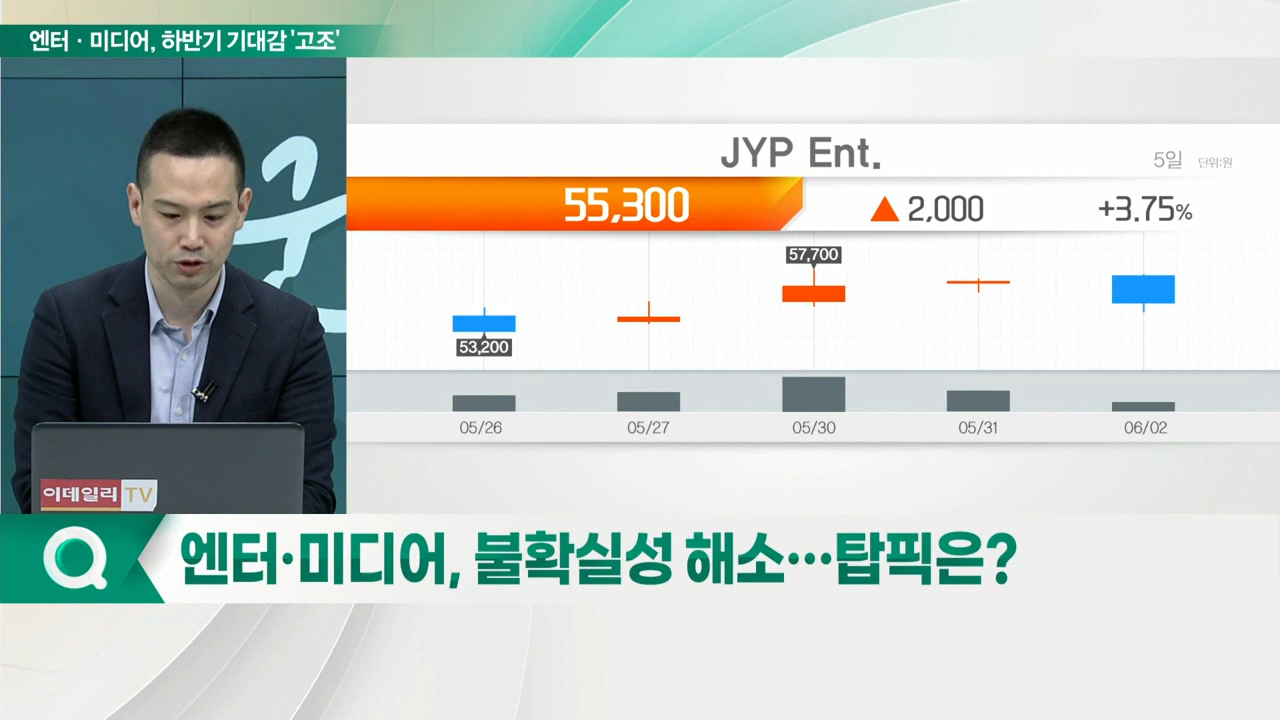 엔터 · 미디어, 하반기 기대감 '고조'
JYP Ent.
5일 단위:원
55,300 ▲ 2,000 +3.75%
57,700
53,200
05/26 05/27 05/30 05/31 06/02
이데일리 TV
엔터·미디어, 불확실성 해소…탑픽은?